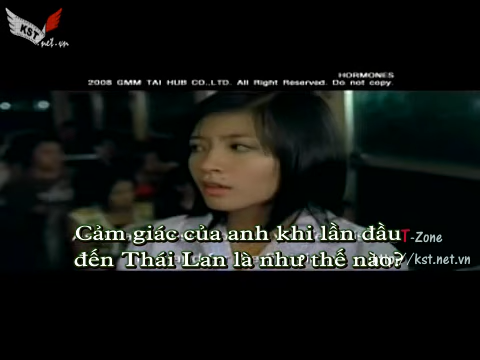 KST
net.vn
HORMONES
2008 GMM TAI HUB CO.,LTD. All Right Reserved. Do not copy.
Cảm giác của anh khi lần đầu
T-Zone
đến Thái Lan là như thế nào?
http://kst.net.vn